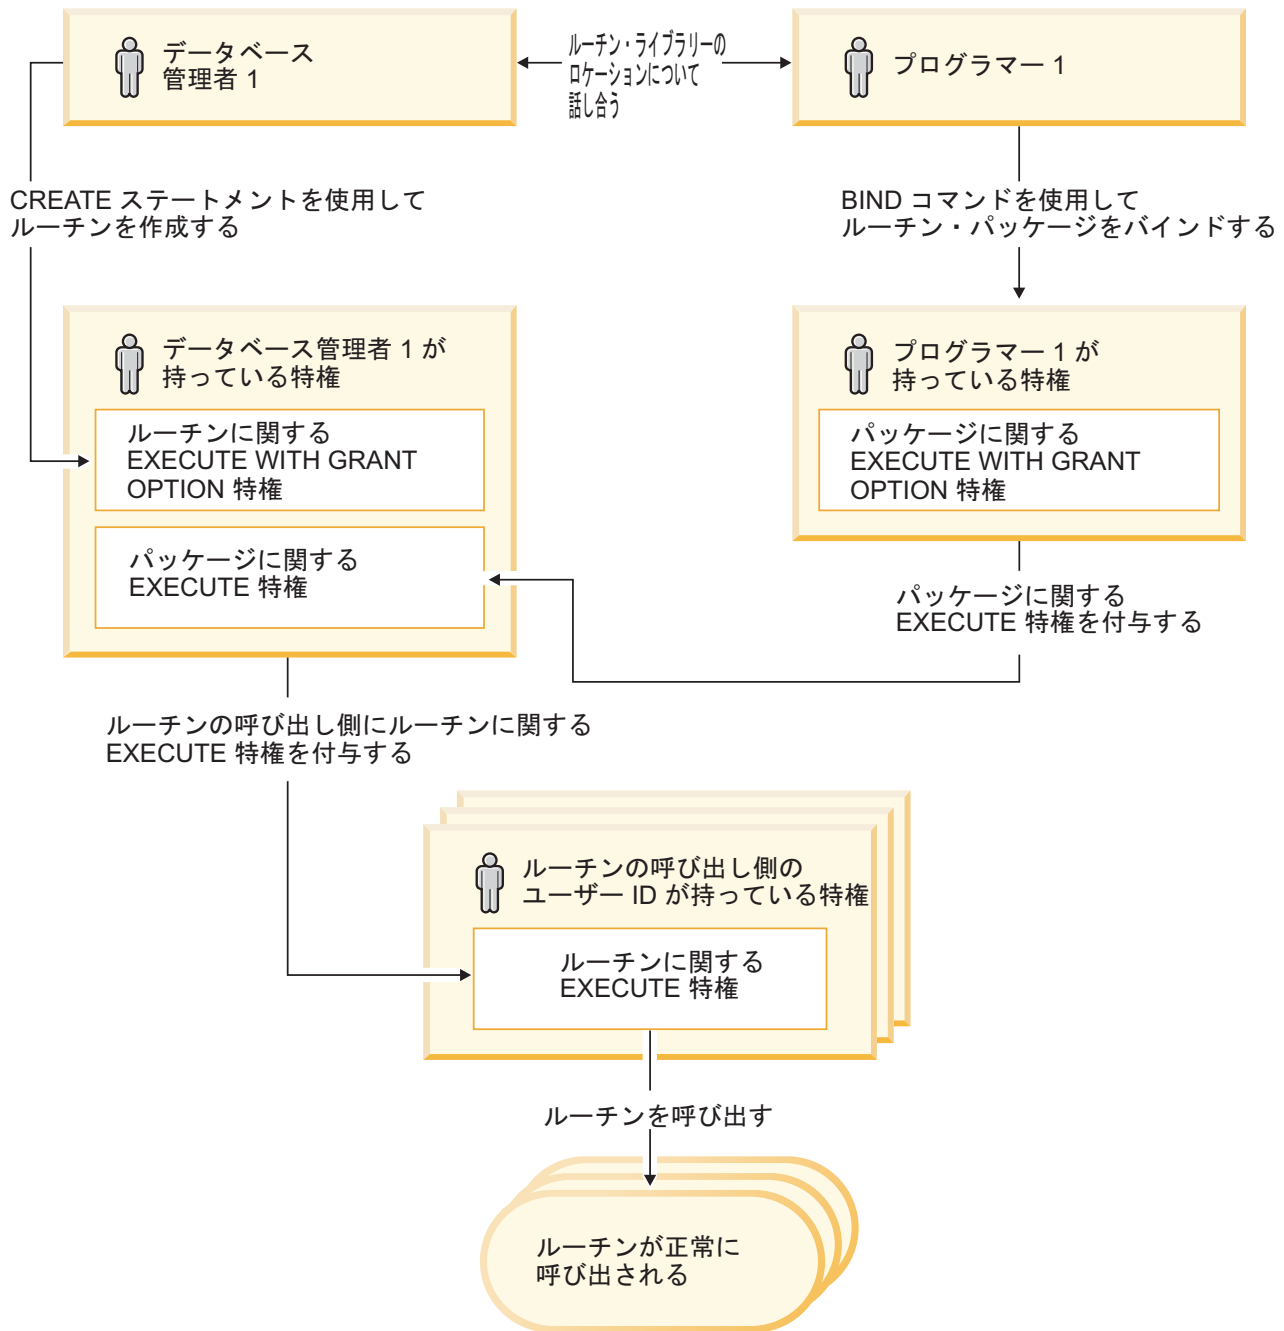 データベース
管理者 1
ルーチン・ライブラリーの
ロケーションについて
話し合う
プログラマー 1
CREATE ステートメントを使用して
ルーチンを作成する
BIND コマンドを使用して
ルーチン・パッケージをバインドする
データベース管理者 1 が
持っている特権
ルーチンに関する
EXECUTE WITH GRANT
OPTION 特権
パッケージに関する
EXECUTE 特権
プログラマー 1 が
持っている特権
パッケージに関する
EXECUTE WITH GRANT
OPTION 特権
パッケージに関する
EXECUTE 特権を付与する
ルーチンの呼び出し側にルーチンに関する
EXECUTE 特権を付与する
ルーチンの呼び出し側の
ユーザー ID が持っている特権
ルーチンに関する
EXECUTE 特権
ルーチンを呼び出す
ルーチンが正常に
呼び出される